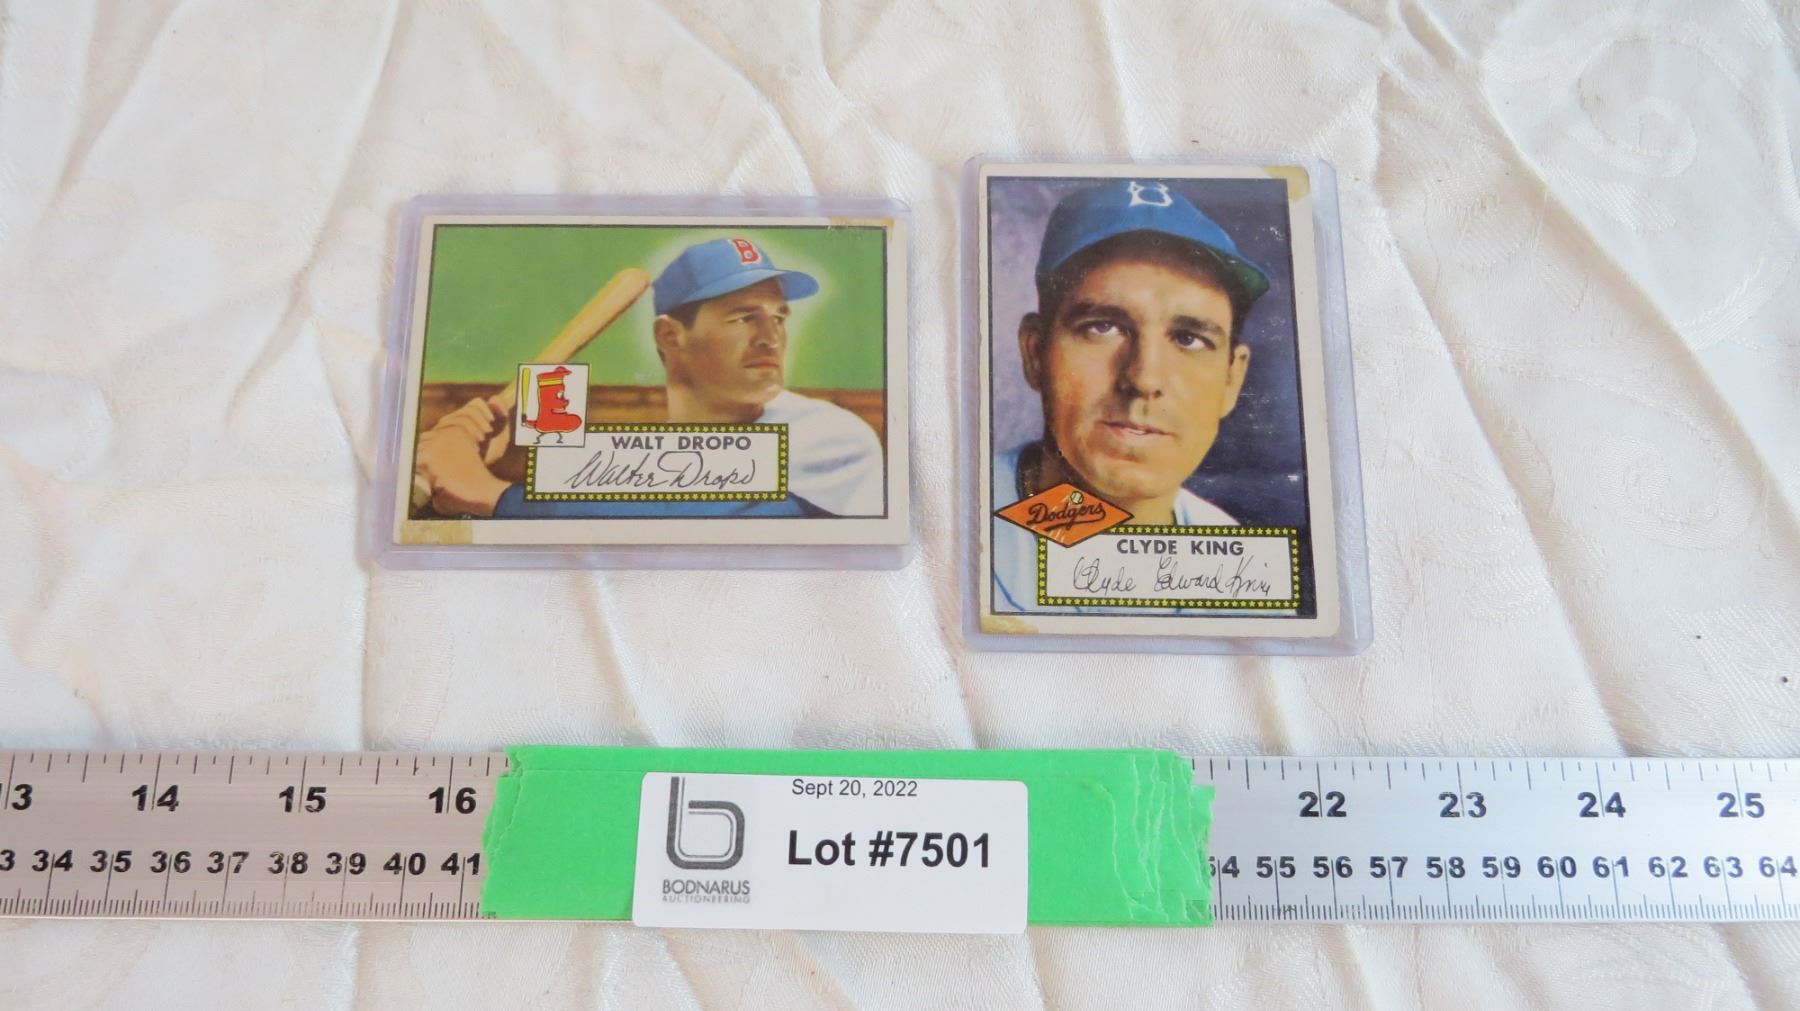 B
WALT DROPO
Walter Dropo
B
Dodgers
CLYDE KING
Clyde Edward King
13 14 15 16 22 23 24 25
3 34 35 36 37 38 39 40 41 54 55 56 57 58 59 60 61 62 63 64
Sept 20, 2022
Lot #7501
BODNARUS
AUCTIONEERING